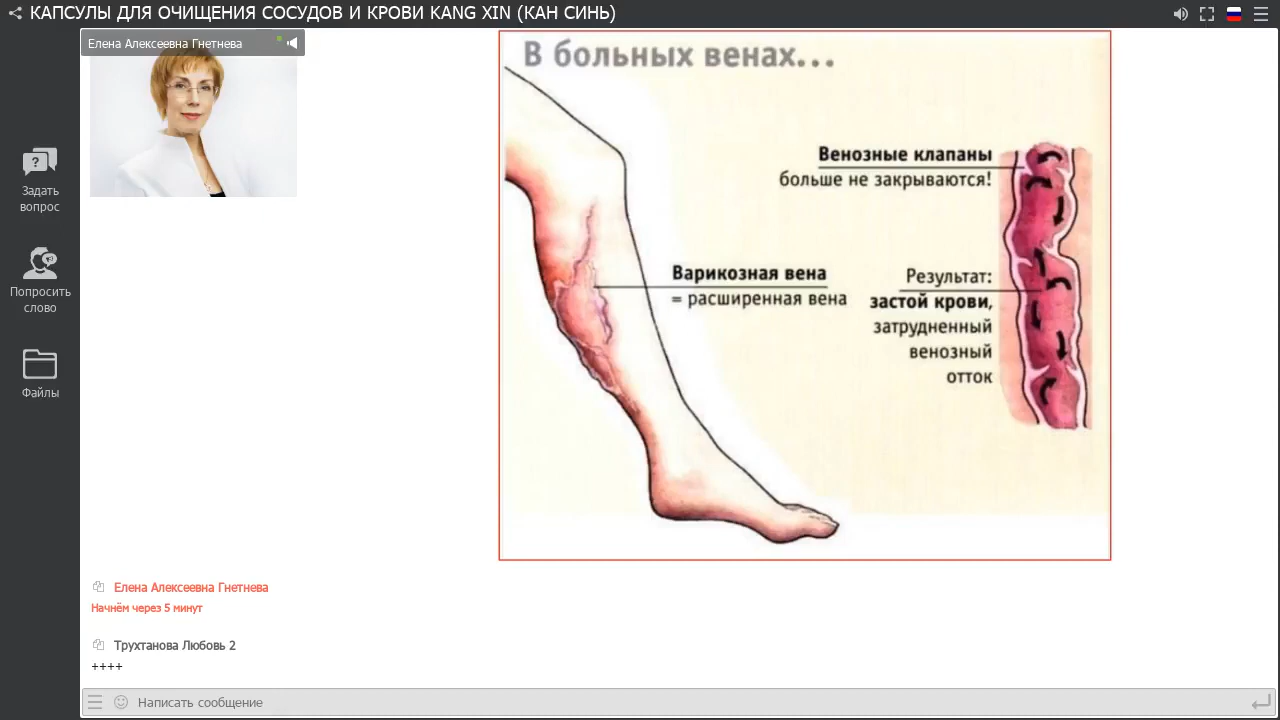 КАПСУЛЫ ДЛЯ ОЧИЩЕНИЯ СОСУДОВ И КРОВИ KANG XIN (КАН СИНЬ)
Елена Алексеевна Гнетнева
Задать
вопрос
Попросить
слово
Файлы
В больных венах...
Венозные клапаны
больше не закрываются!
Варикозная вена
= расширенная вена
Результат:
застой крови,
затрудненный
венозный
отток
Елена Алексеевна Гнетнева
Начнём через 5 минут
Трухтанова Любовь 2
++++
Написать сообщение